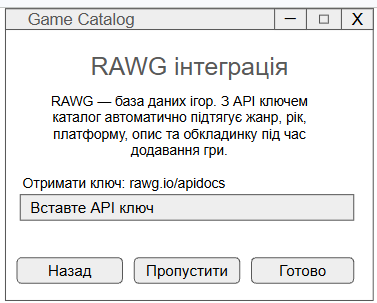 Game Catalog
X
RAWG інтеграція
RAWG — база даних ігор. З API ключем
каталог автоматично підтягує жанр, рік,
платформу, опис та обкладинку під час
додавання гри.
Отримати ключ: rawg.io/apidocs
Вставте API ключ
Назад Пропустити Готово